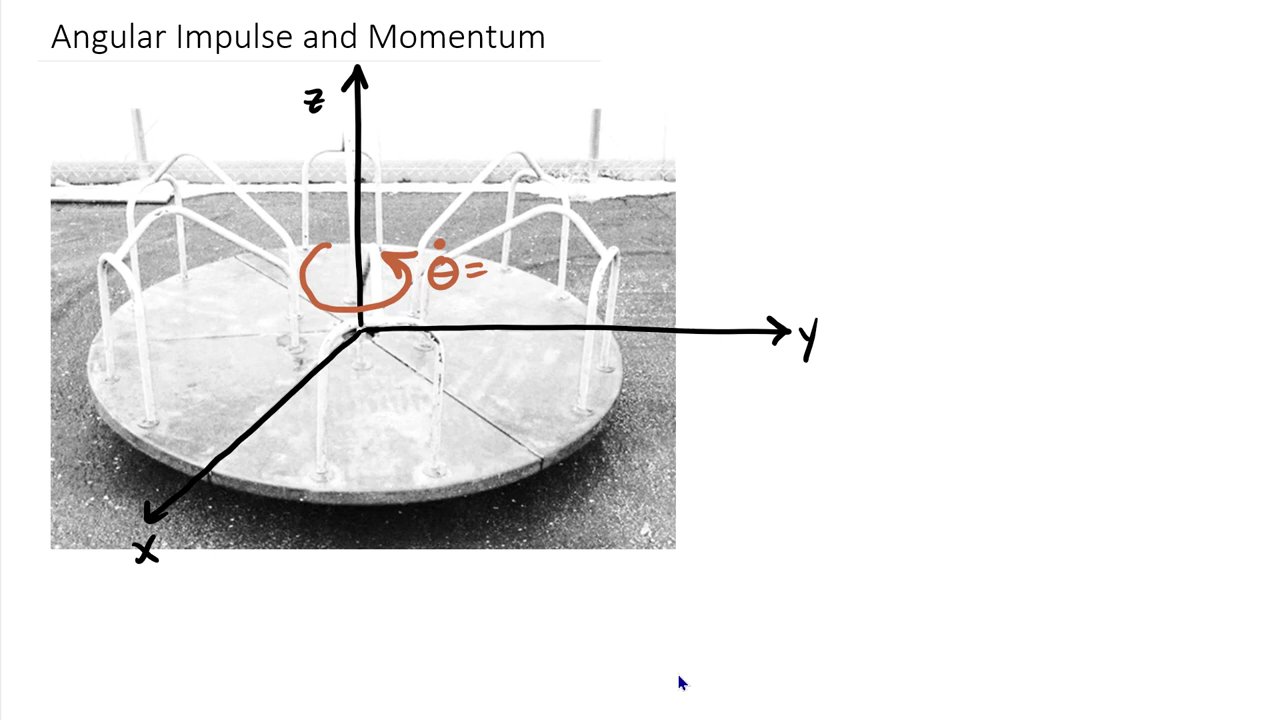 Angular Impulse and Momentum
z
θ̇=
y
x